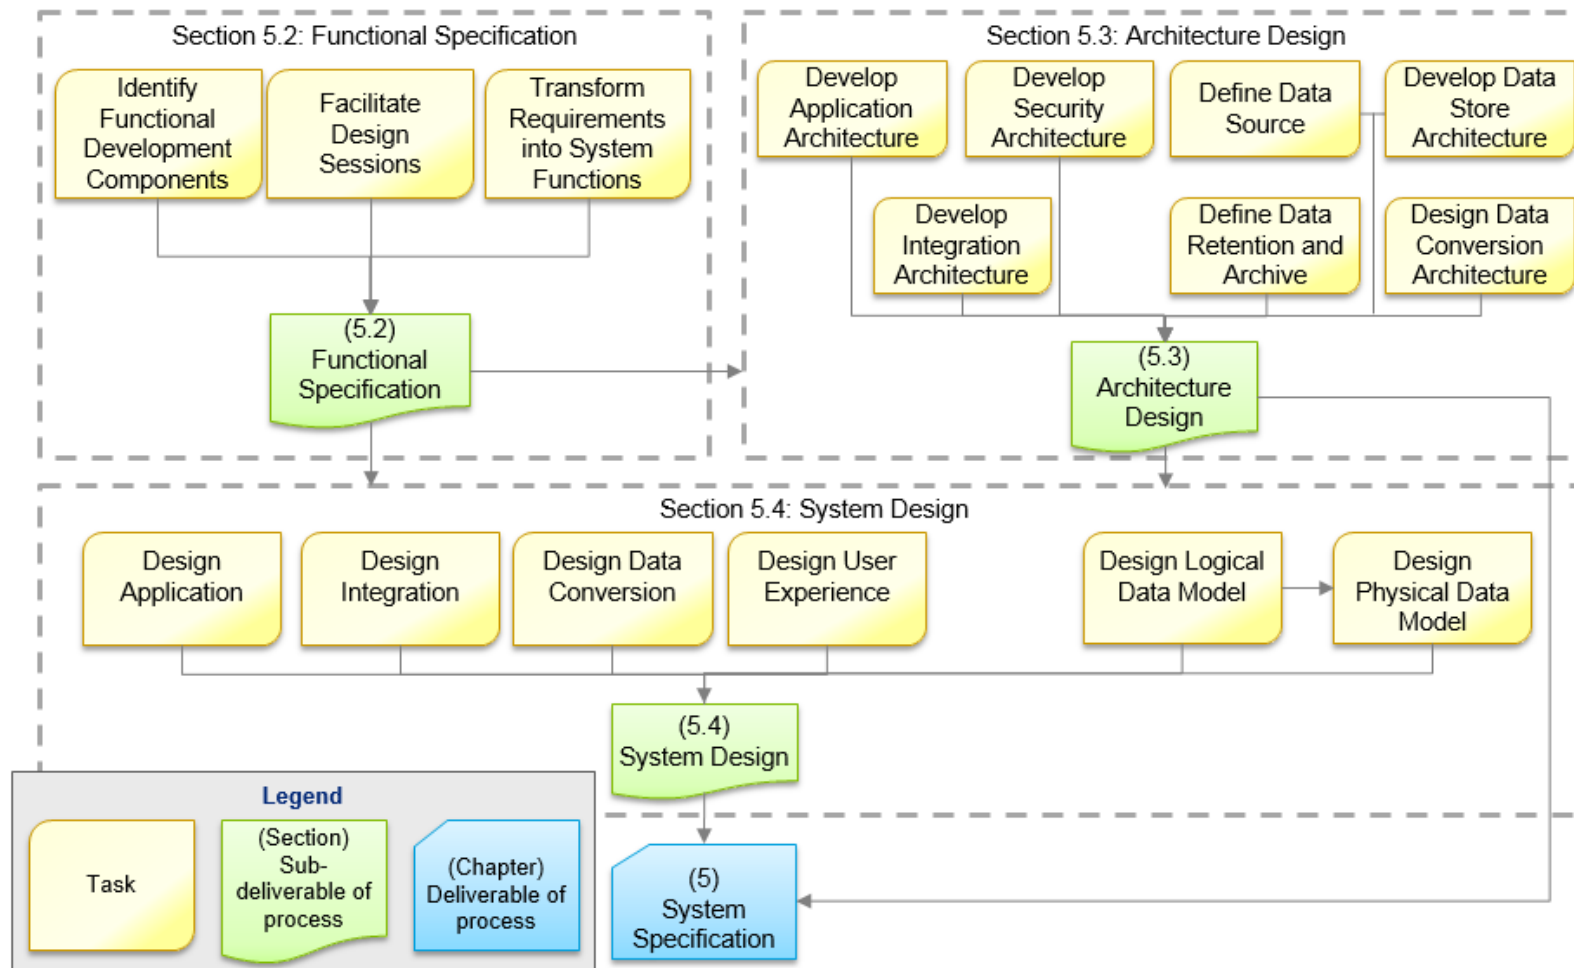 Section 5.2: Functional Specification
Identify
Functional
Development
Components
Facilitate
Design
Sessions
Transform
Requirements
into System
Functions
(5.2)
Functional
Specification
Section 5.3: Architecture Design
Develop
Application
Architecture
Develop
Security
Architecture
Define Data
Source
Develop Data
Store
Architecture
Develop
Integration
Architecture
Define Data
Retention and
Archive
Design Data
Conversion
Architecture
(5.3)
Architecture
Design
Section 5.4: System Design
Design
Application
Design
Integration
Design Data
Conversion
Design User
Experience
Design Logical
Data Model
Design
Physical Data
Model
(5.4)
System Design
Legend
Task
(Section)
Sub-
deliverable of
process
(Chapter)
Deliverable of
process
(5)
System
Specification